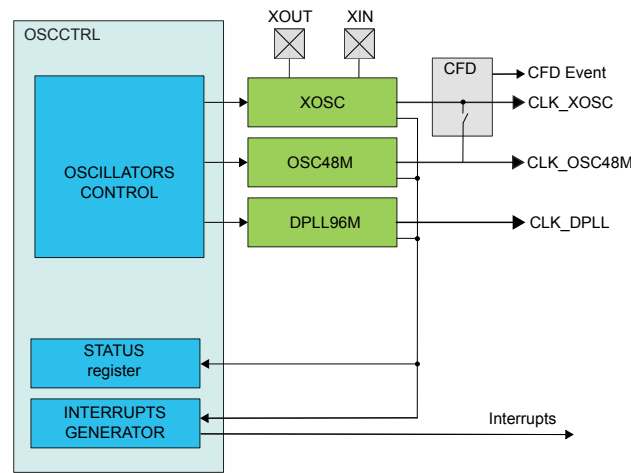 XOUT
XIN
OSCCTRL
CFD
CFD Event
XOSC
CLK_XOSC
OSCILLATORS
CONTROL
OSC48M
CLK_OSC48M
DPLL96M
CLK_DPLL
STATUS
register
INTERRUPTS
GENERATOR
Interrupts